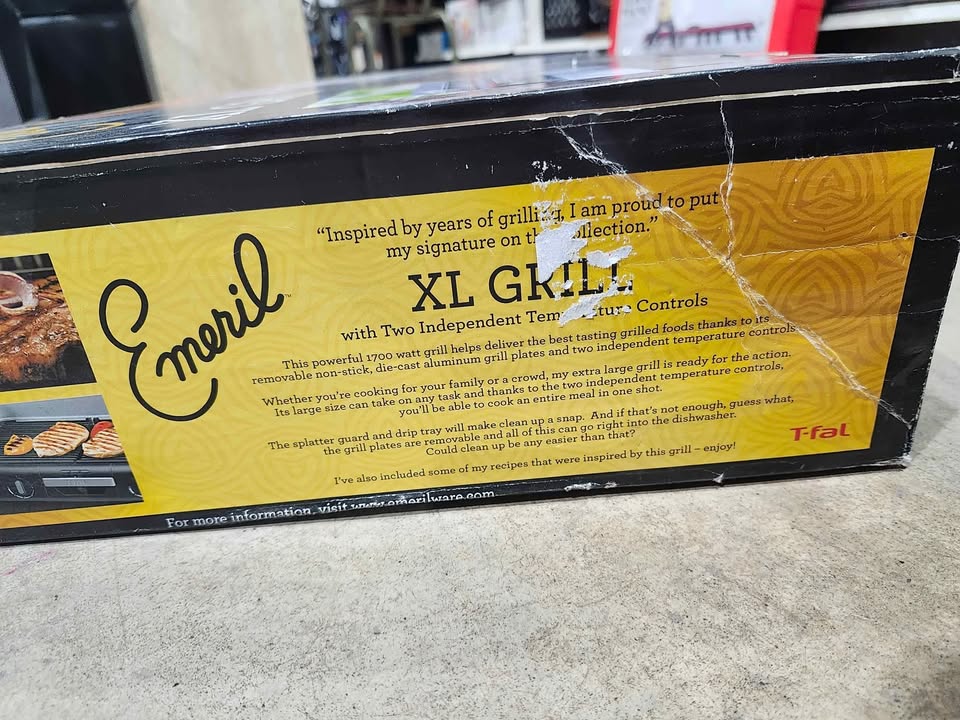 Emeril™
“Inspired by years of grilling, I am proud to put
my signature on the collection.”
XL GRILL
with Two Independent Temperature Controls
This powerful 1700 watt grill helps deliver the best tasting grilled foods thanks to its
removable non-stick, die-cast aluminum grill plates and two independent temperature controls
Whether you're cooking for your family or a crowd, my extra large grill is ready for the action.
Its large size can take on any task and thanks to the two independent temperature controls,
you'll be able to cook an entire meal in one shot.
The splatter guard and drip tray will make clean up a snap. And if that's not enough, guess what,
the grill plates are removable and all of this can go right into the dishwasher.
Could clean up be any easier than that?
I've also included some of my recipes that were inspired by this grill – enjoy!
T-faL
For more information, visit www.emerilware.com